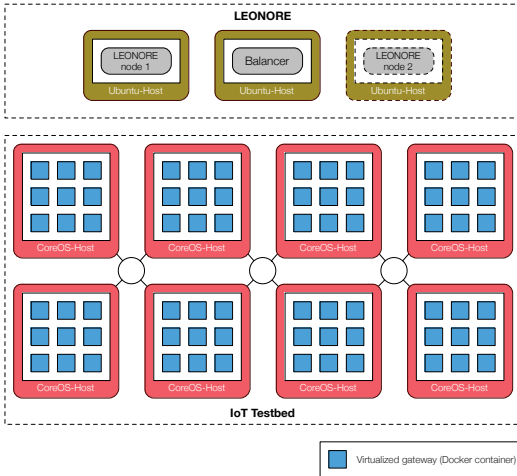 LEONORE
LEONORE
node 1
Balancer
LEONORE
node 2
Ubuntu-Host
Ubuntu-Host
Ubuntu-Host
CoreOS-Host
CoreOS-Host
CoreOS-Host
CoreOS-Host
CoreOS-Host
CoreOS-Host
CoreOS-Host
CoreOS-Host
IoT Testbed
Virtualized gateway (Docker container)